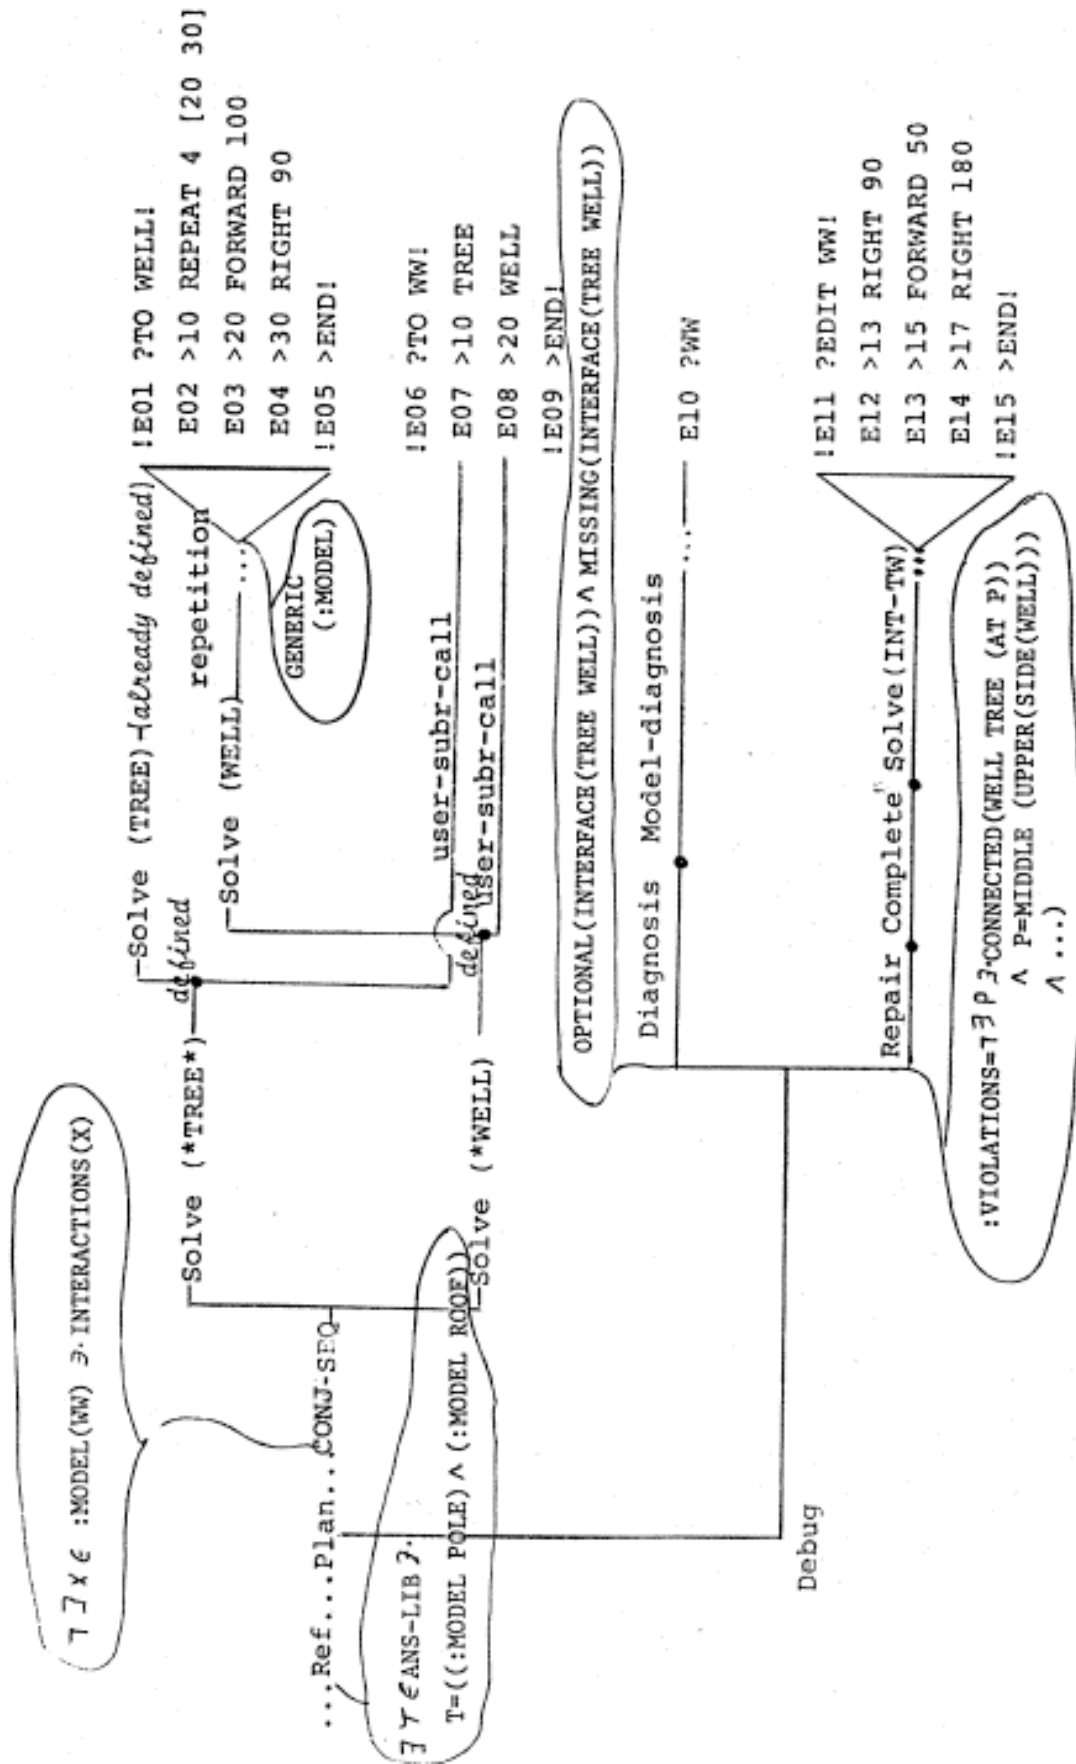 ¬∃X∈ :MODEL(WW) ∋· INTERACTIONS(X)
...Ref....Plan...CONJ-SEQ
∃T∈ANS-LIB ∋·
T=((:MODEL POLE) ∧ (:MODEL ROOF))
Solve (*TREE*)
defined
Solve (TREE) (already defined)
Solve (WELL)
repetition
...
GENERIC
(:MODEL)
!E01 ?TO WELL!
E02 >10 REPEAT 4 [20 30]
E03 >20 FORWARD 100
E04 >30 RIGHT 90
!E05 >END!
Solve (*WELL)
defined
user-subr-call
user-subr-call
!E06 ?TO WW!
E07 >10 TREE
E08 >20 WELL
!E09 >END!
OPTIONAL(INTERFACE(TREE WELL)) ∧ MISSING(INTERFACE(TREE WELL))
Debug
Diagnosis Model-diagnosis
... E10 ?WW
Repair Complete Solve(INT-TW)
...
!E11 ?EDIT WW!
E12 >13 RIGHT 90
E13 >15 FORWARD 50
E14 >17 RIGHT 180
!E15 >END!
:VIOLATIONS=¬∃P∋·CONNECTED(WELL TREE (AT P))
∧ P=MIDDLE (UPPER(SIDE(WELL)))
∧ ...)